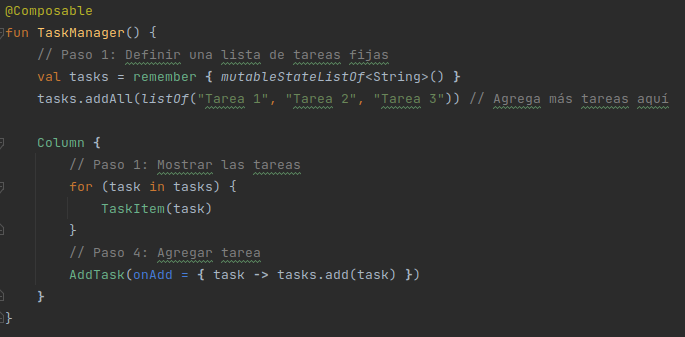 @Composable
fun TaskManager() {
    // Paso 1: Definir una lista de tareas fijas
    val tasks = remember { mutableStateListOf<String>() }
    tasks.addAll(listOf("Tarea 1", "Tarea 2", "Tarea 3")) // Agrega más tareas aquí

    Column {
        // Paso 1: Mostrar las tareas
        for (task in tasks) {
            TaskItem(task)
        }
        // Paso 4: Agregar tarea
        AddTask(onAdd = { task -> tasks.add(task) })
    }
}